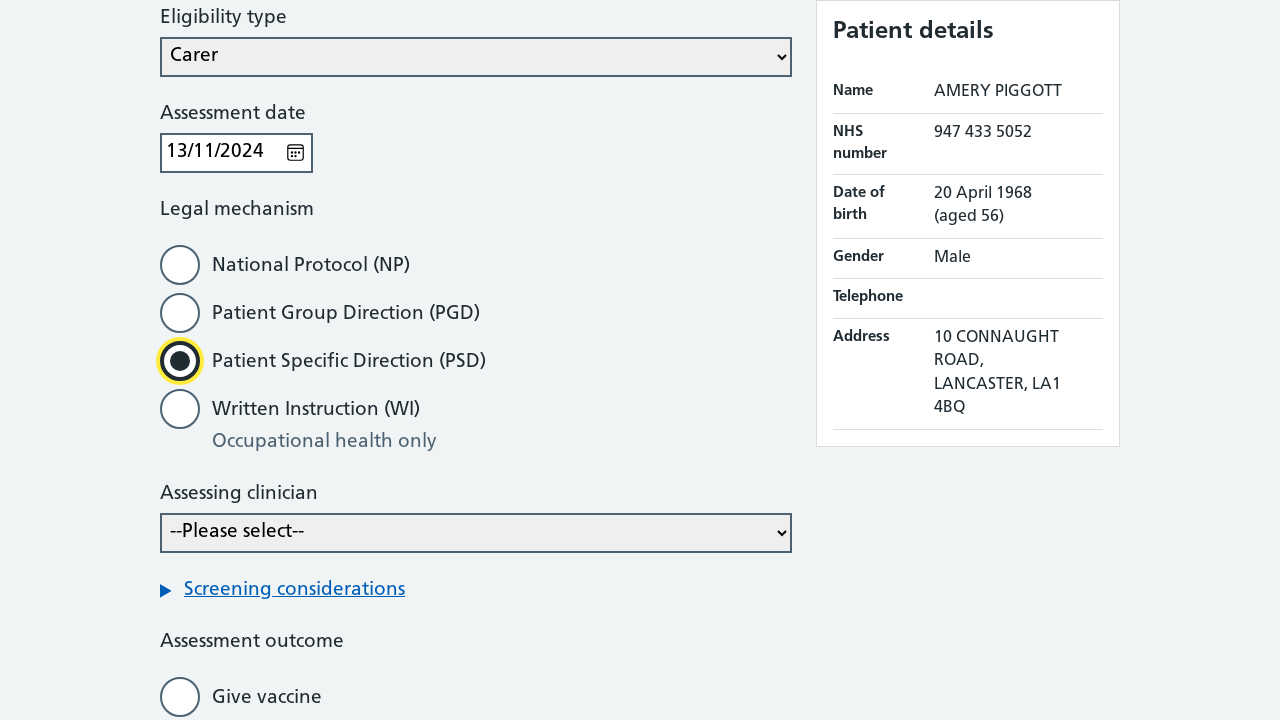 Eligibility type
Carer
Assessment date
13/11/2024
Legal mechanism
National Protocol (NP)
Patient Group Direction (PGD)
Patient Specific Direction (PSD)
Written Instruction (WI)
Occupational health only
Assessing clinician
--Please select--
Screening considerations
Assessment outcome
Give vaccine
Patient details
Name AMERY PIGGOTT
NHS number 947 433 5052
Date of birth 20 April 1968 (aged 56)
Gender Male
Telephone
Address 10 CONNAUGHT
ROAD,
LANCASTER, LA1
4BQ